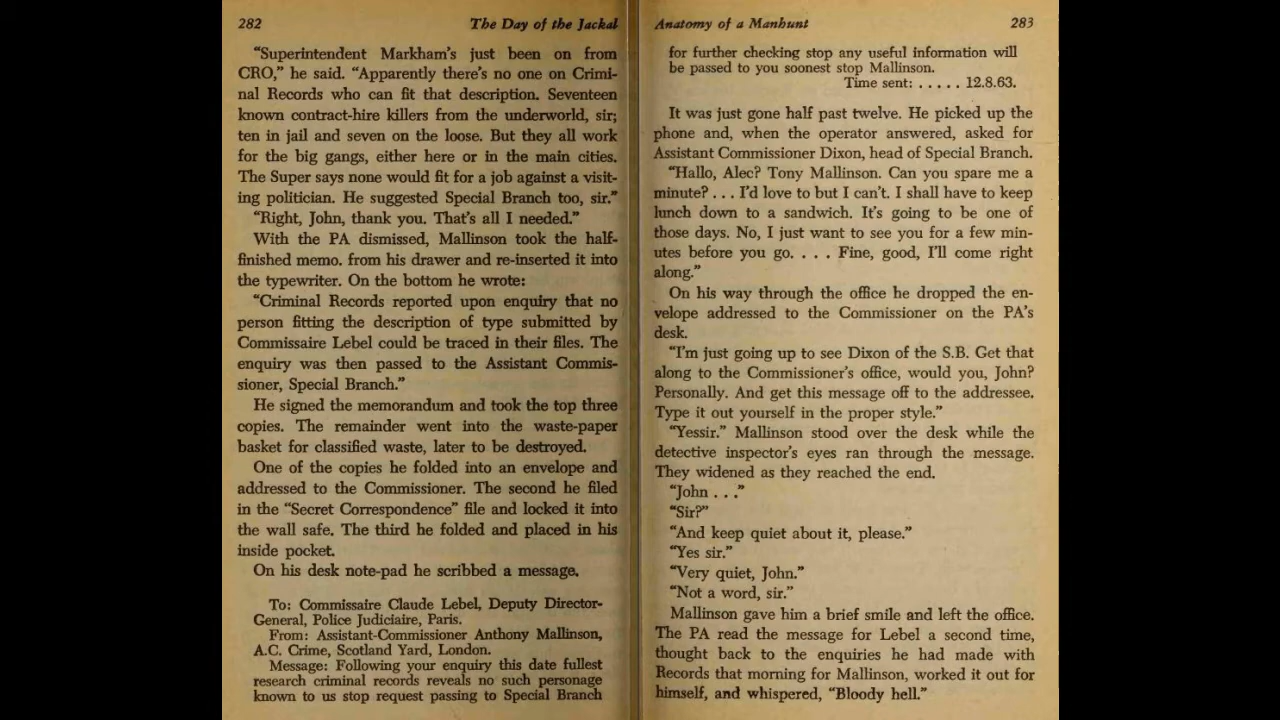 282 The Day of the Jackal
“Superintendent Markham’s just been on from
CRO,” he said. “Apparently there’s no one on Crimi-
nal Records who can fit that description. Seventeen
known contract-hire killers from the underworld, sir;
ten in jail and seven on the loose. But they all work
for the big gangs, either here or in the main cities.
The Super says none would fit for a job against a visit-
ing politician. He suggested Special Branch too, sir.”
“Right, John, thank you. That’s all I needed.”
With the PA dismissed, Mallinson took the half-
finished memo. from his drawer and re-inserted it into
the typewriter. On the bottom he wrote:
“Criminal Records reported upon enquiry that no
person fitting the description of type submitted by
Commissaire Lebel could be traced in their files. The
enquiry was then passed to the Assistant Commis-
sioner, Special Branch.”
He signed the memorandum and took the top three
copies. The remainder went into the waste-paper
basket for classified waste, later to be destroyed.
One of the copies he folded into an envelope and
addressed to the Commissioner. The second he filed
in the “Secret Correspondence” file and locked it into
the wall safe. The third he folded and placed in his
inside pocket.
On his desk note-pad he scribbed a message.
To: Commissaire Claude Lebel, Deputy Director-
General, Police Judiciaire, Paris.
From: Assistant-Commissioner Anthony Mallinson,
A.C. Crime, Scotland Yard, London.
Message: Following your enquiry this date fullest
research criminal records reveals no such personage
known to us stop request passing to Special Branch
Anatomy of a Manhunt 283
for further checking stop any useful information will
be passed to you soonest stop Mallinson.
Time sent: . . . . . 12.8.63.
It was just gone half past twelve. He picked up the
phone and, when the operator answered, asked for
Assistant Commissioner Dixon, head of Special Branch.
“Hallo, Alec? Tony Mallinson. Can you spare me a
minute? . . . I’d love to but I can’t. I shall have to keep
lunch down to a sandwich. It’s going to be one of
those days. No, I just want to see you for a few min-
utes before you go. . . . Fine, good, I’ll come right
along.”
On his way through the office he dropped the en-
velope addressed to the Commissioner on the PA’s
desk.
“I’m just going up to see Dixon of the S.B. Get that
along to the Commissioner’s office, would you, John?
Personally. And get this message off to the addressee.
Type it out yourself in the proper style.”
“Yessir.” Mallinson stood over the desk while the
detective inspector’s eyes ran through the message.
They widened as they reached the end.
“John . . .”
“Sir?”
“And keep quiet about it, please.”
“Yes sir.”
“Very quiet, John.”
“Not a word, sir.”
Mallinson gave him a brief smile and left the office.
The PA read the message for Lebel a second time,
thought back to the enquiries he had made with
Records that morning for Mallinson, worked it out for
himself, and whispered, “Bloody hell.”